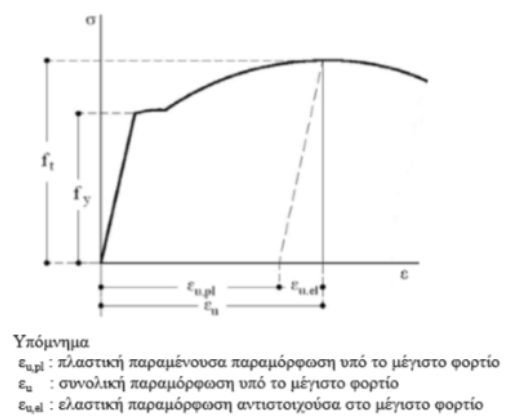 σ
f_t
f_y
ε
ε_u,pl
ε_u,el
ε_u
Υπόμνημα
ε_u,pl : πλαστική παραμένουσα παραμόρφωση υπό το μέγιστο φορτίο
ε_u : συνολική παραμόρφωση υπό το μέγιστο φορτίο
ε_u,el : ελαστική παραμόρφωση αντιστοιχούσα στο μέγιστο φορτίο